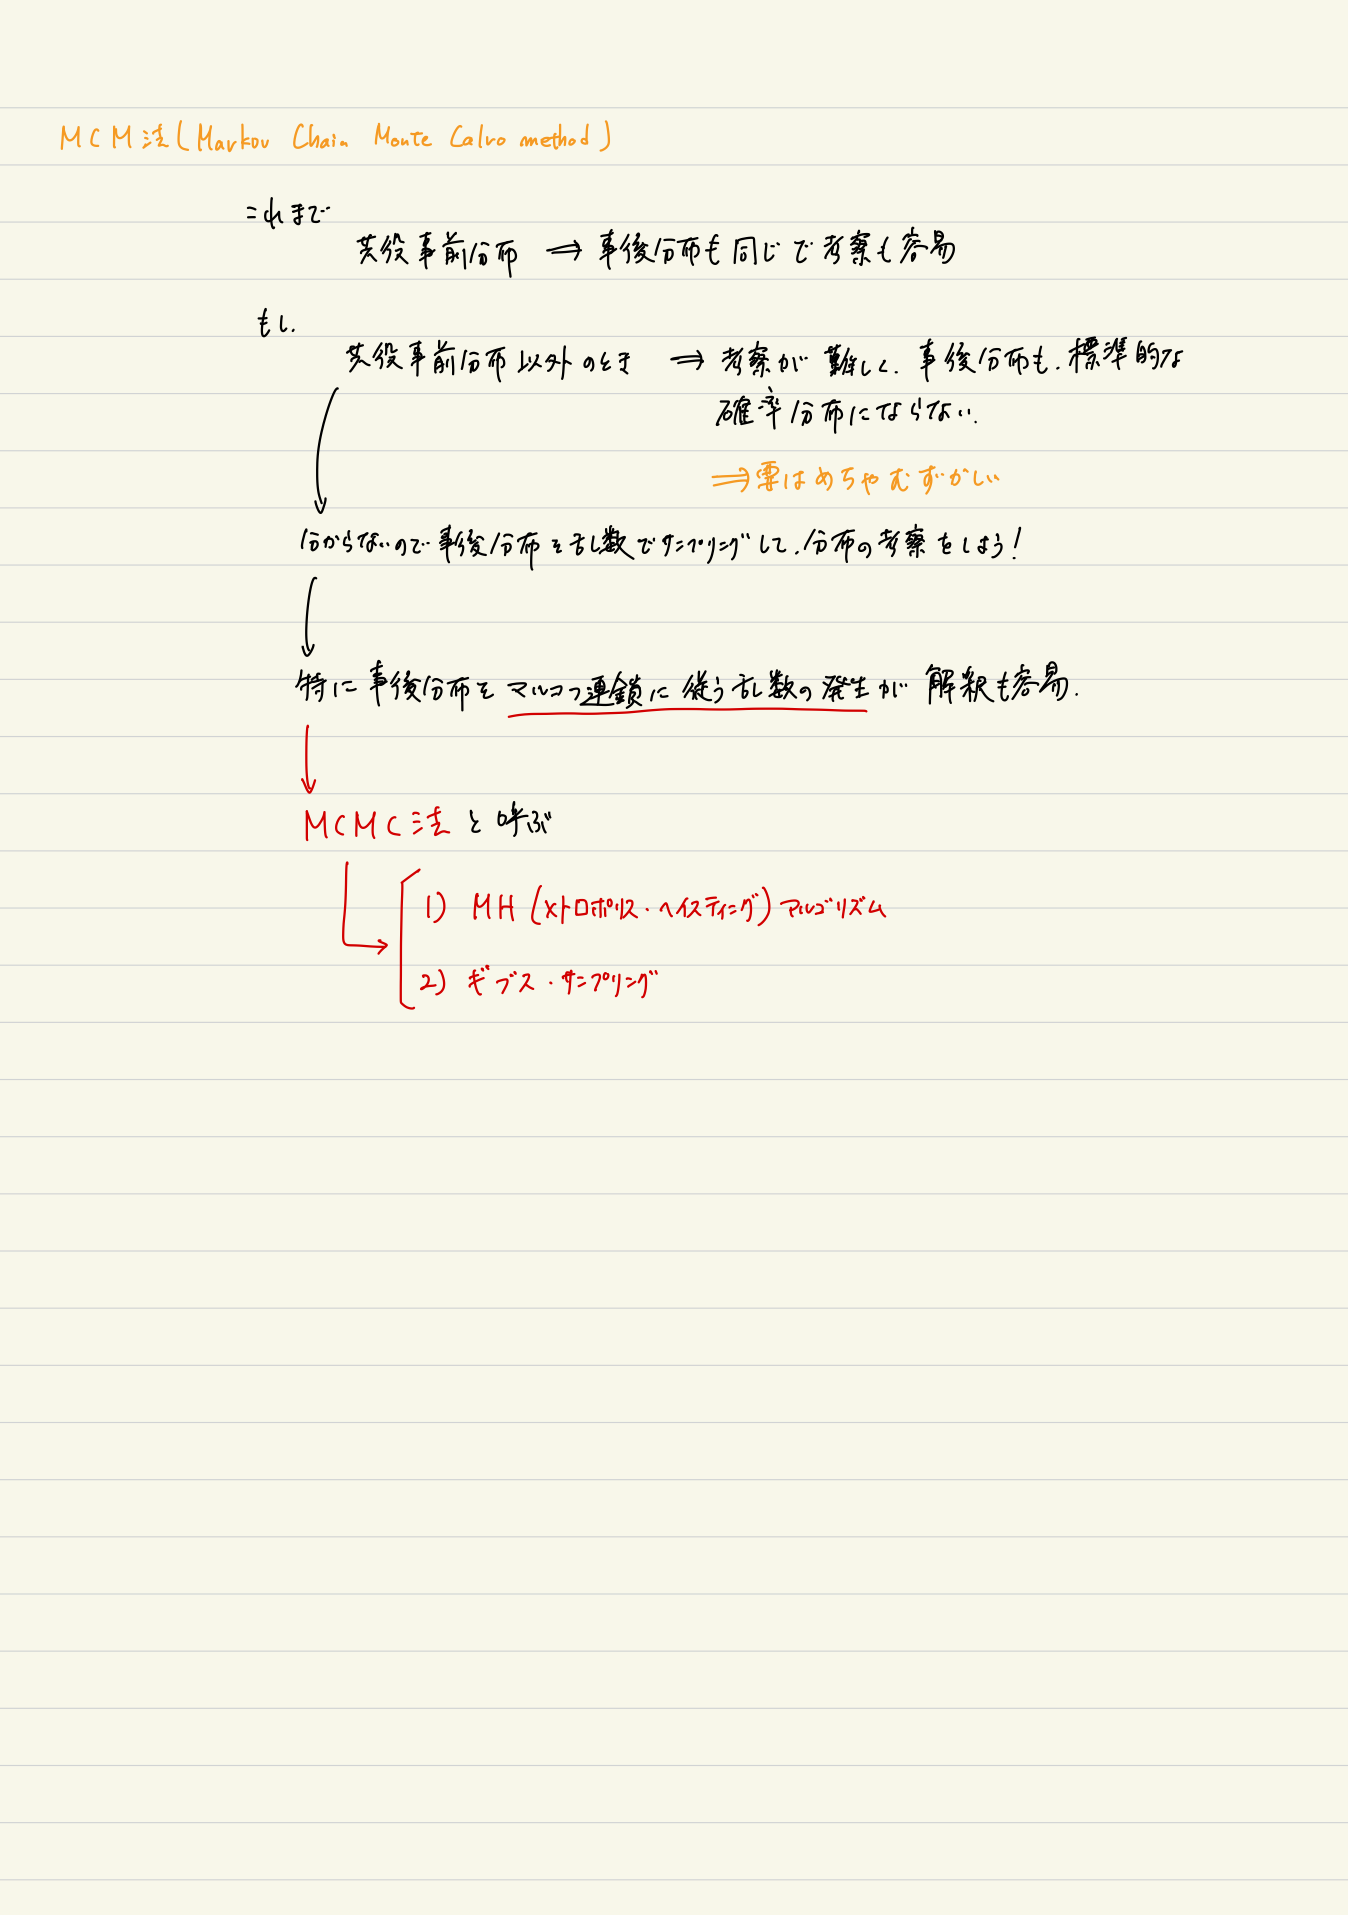 MCM法(Markov Chain Monte Calro method)
これまで
共役事前分布 ⇒ 事後分布も同じで考察も容易
もし、
共役事前分布以外のとき ⇒ 考察が難しく、事後分布も、標準的な
確率分布にならない、
⇒要はめちゃむずかしい
分からないので事後分布を乱数でサンプリングして、分布の考察をしよう!
特に事後分布をマルコフ連鎖に従う乱数の発生が解釈も容易、
MCMC法と呼ぶ
1) MH (メトロポリス・ヘイスティング)アルゴリズム
2) ギブス・サンプリング